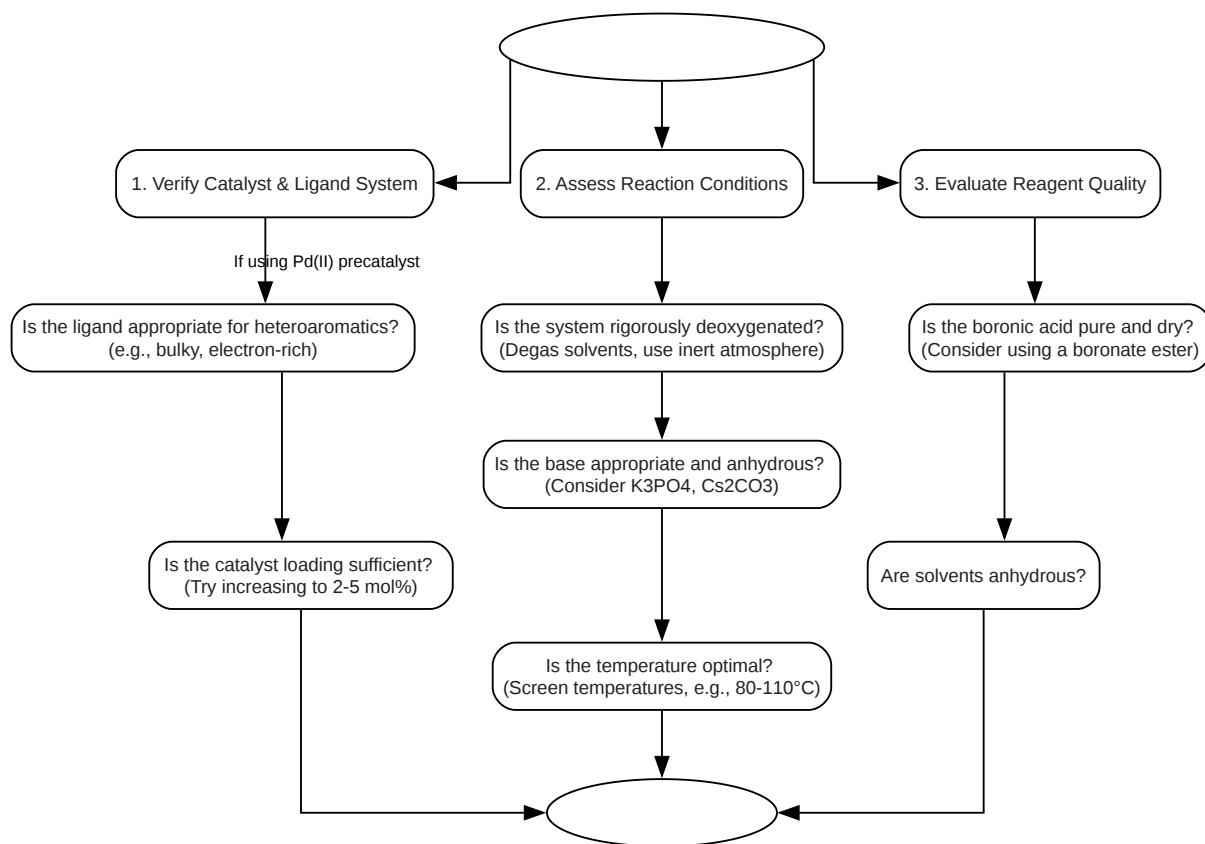 1. Verify Catalyst & Ligand System
2. Assess Reaction Conditions
3. Evaluate Reagent Quality
If using Pd(II) precatalyst
Is the ligand appropriate for heteroaromatics?
(e.g., bulky, electron-rich)
Is the system rigorously deoxygenated?
(Degas solvents, use inert atmosphere)
Is the boronic acid pure and dry?
(Consider using a boronate ester)
Is the base appropriate and anhydrous?
(Consider K3PO4, Cs2CO3)
Is the catalyst loading sufficient?
(Try increasing to 2-5 mol%)
Are solvents anhydrous?
Is the temperature optimal?
(Screen temperatures, e.g., 80-110°C)